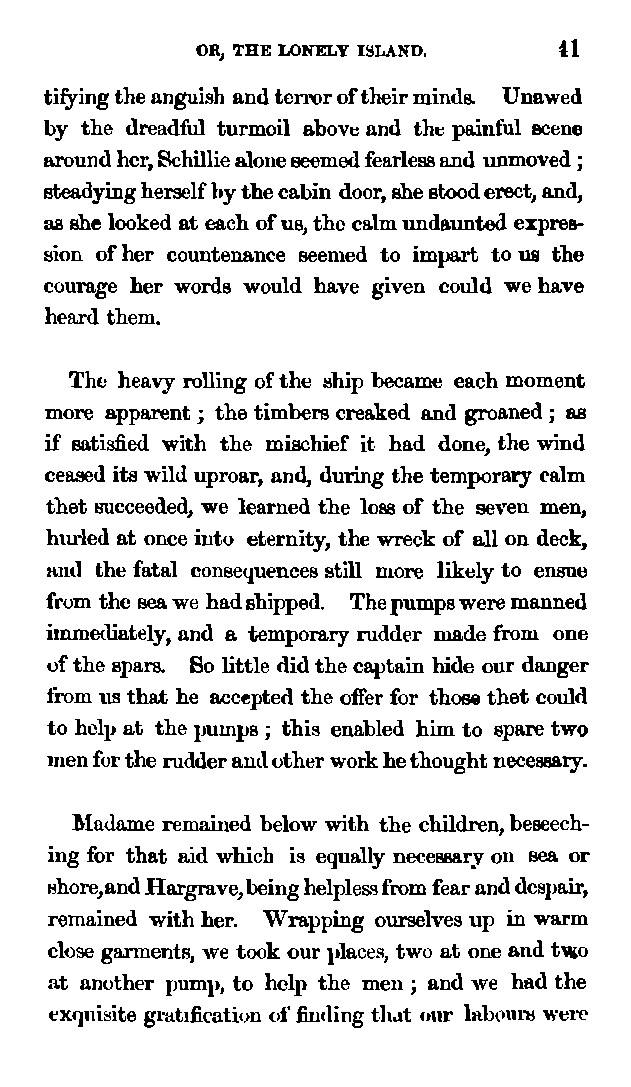 OR, THE LONELY ISLAND. 41
tifying the anguish and terror of their minds. Unawed
by the dreadful turmoil above and the painful scene
around her, Schillie alone seemed fearless and unmoved ;
steadying herself by the cabin door, she stood erect, and,
as she looked at each of us, the calm undaunted expres-
sion of her countenance seemed to impart to us the
courage her words would have given could we have
heard them.
The heavy rolling of the ship became each moment
more apparent ; the timbers creaked and groaned ; as
if satisfied with the mischief it had done, the wind
ceased its wild uproar, and, during the temporary calm
thet succeeded, we learned the loss of the seven men,
hurled at once into eternity, the wreck of all on deck,
and the fatal consequences still more likely to ensue
from the sea we had shipped. The pumps were manned
immediately, and a temporary rudder made from one
of the spars. So little did the captain hide our danger
from us that he accepted the offer for those thet could
to help at the pumps ; this enabled him to spare two
men for the rudder and other work he thought necessary.
Madame remained below with the children, beseech-
ing for that aid which is equally necessary on sea or
shore, and Hargrave, being helpless from fear and despair,
remained with her. Wrapping ourselves up in warm
close garments, we took our places, two at one and two
at another pump, to help the men ; and we had the
exquisite gratification of finding that our labours were